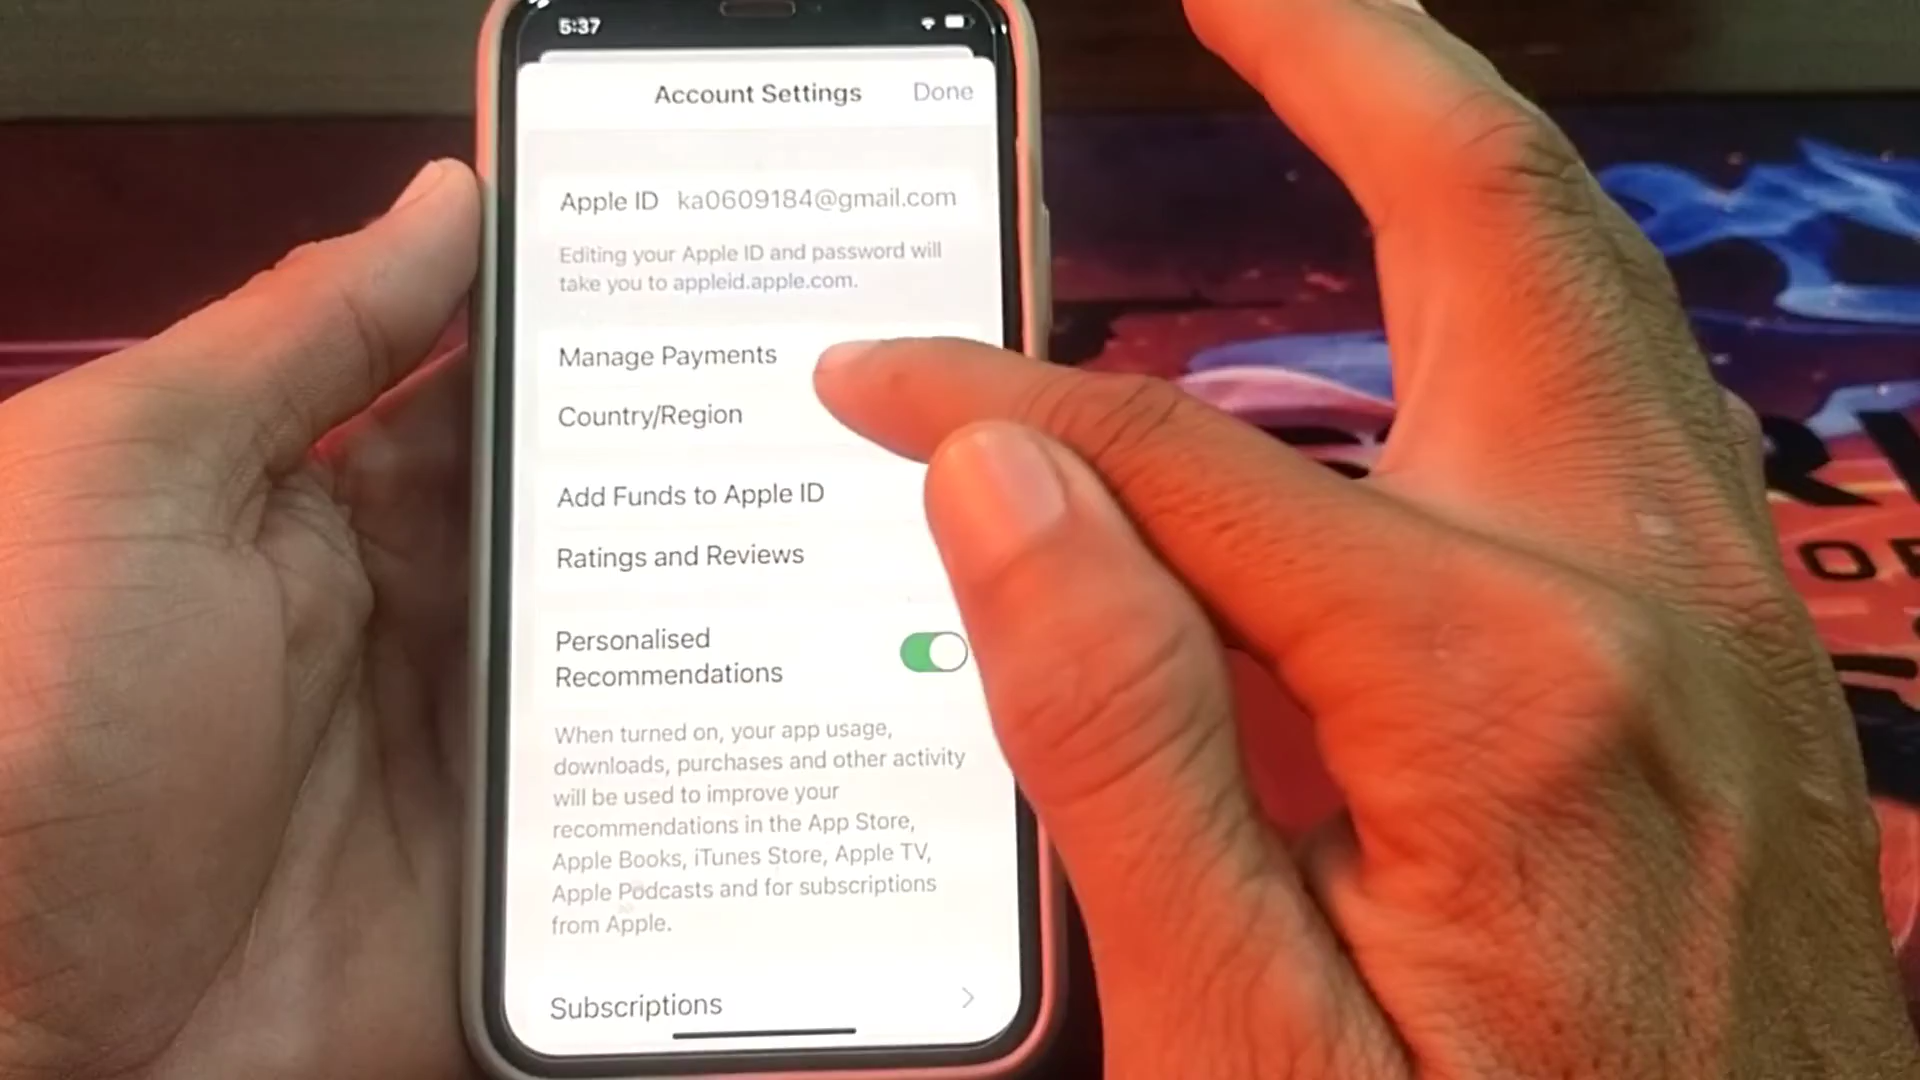 5:37
Account Settings Done
Apple ID ka0609184@gmail.com
Editing your Apple ID and password will
take you to appleid.apple.com.
Manage Payments
Country/Region
Add Funds to Apple ID
Ratings and Reviews
Personalised
Recommendations
When turned on, your app usage,
downloads, purchases and other activity
will be used to improve your
recommendations in the App Store,
Apple Books, iTunes Store, Apple TV,
Apple Podcasts and for subscriptions
from Apple.
Subscriptions